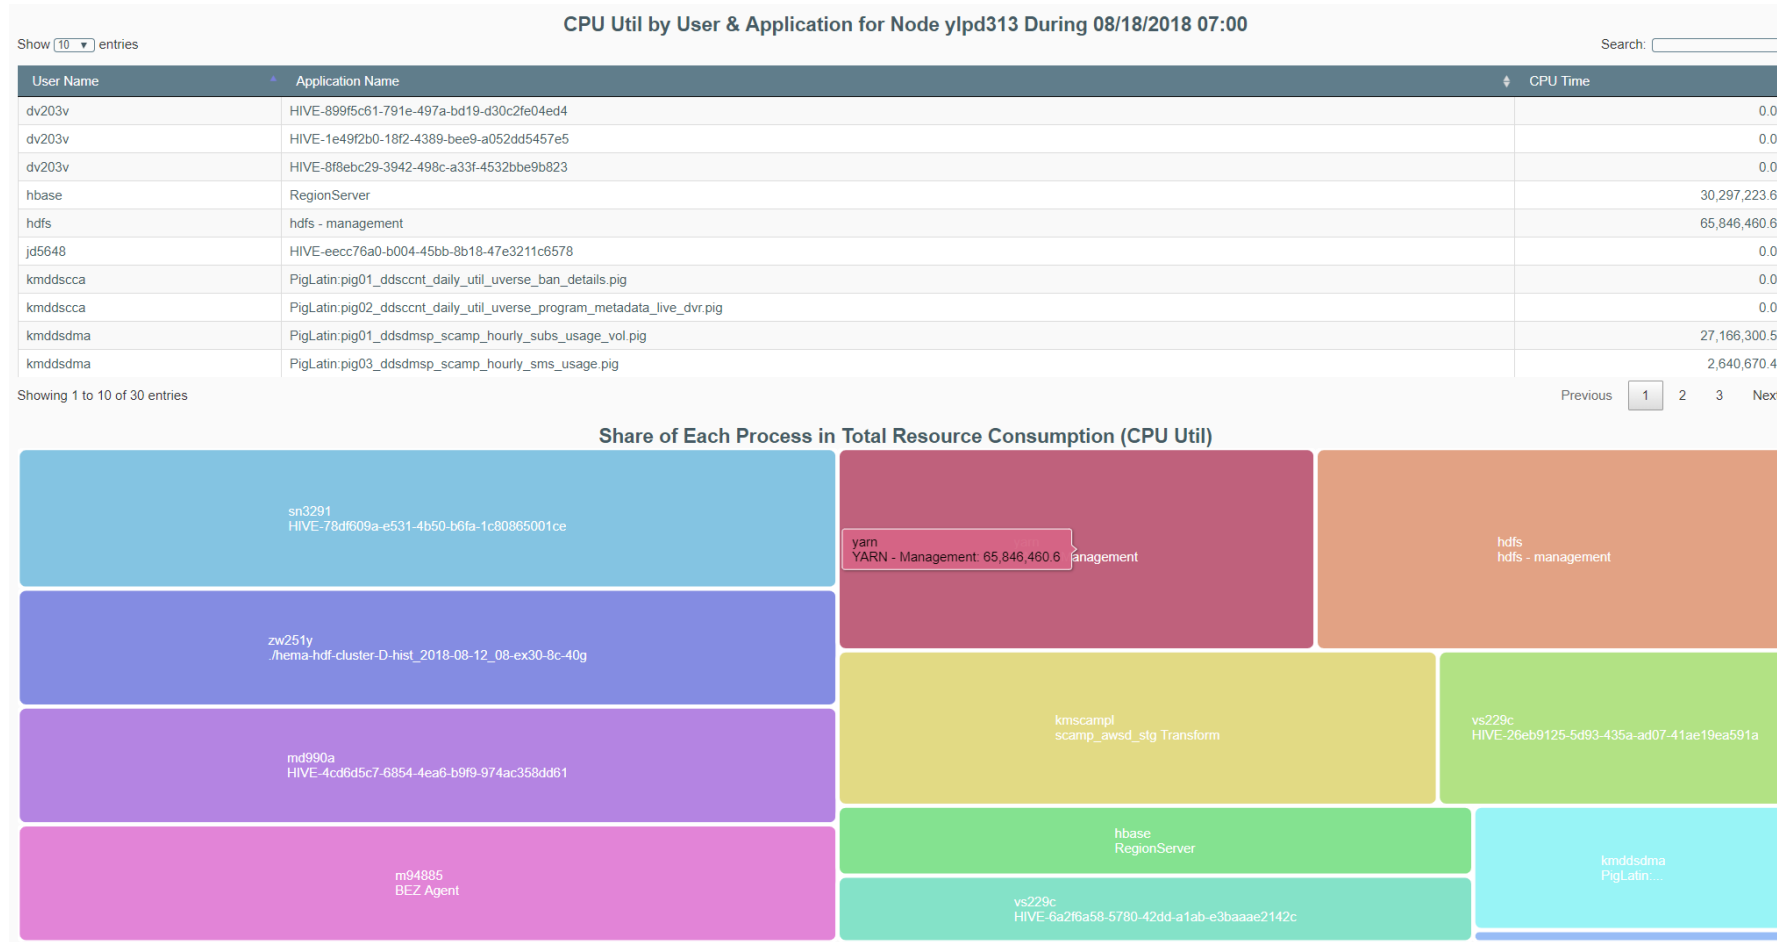 CPU Util by User & Application for Node ylpd313 During 08/18/2018 07:00
Show 10 entries
Search:
User Name Application Name CPU Time
dv203v HIVE-899f5c61-791e-497a-bd19-d30c2fe04ed4 0.0
dv203v HIVE-1e49f2b0-18f2-4389-bee9-a052dd5457e5 0.0
dv203v HIVE-8f8ebc29-3942-498c-a33f-4532bbe9b823 0.0
hbase RegionServer 30,297,223.6
hdfs hdfs - management 65,846,460.6
jd5648 HIVE-eecc76a0-b004-45bb-8b18-47e3211c6578 0.0
kmddscca PigLatin:pig01_ddsccnt_daily_util_uverse_ban_details.pig 0.0
kmddscca PigLatin:pig02_ddsccnt_daily_util_uverse_program_metadata_live_dvr.pig 0.0
kmddsdma PigLatin:pig01_ddsdmsp_scamp_hourly_subs_usage_vol.pig 27,166,300.5
kmddsdma PigLatin:pig03_ddsdmsp_scamp_hourly_sms_usage.pig 2,640,670.4
Showing 1 to 10 of 30 entries
Previous 1 2 3 Next
Share of Each Process in Total Resource Consumption (CPU Util)
sn3291
HIVE-78df609a-e531-4b50-b6fa-1c80865001ce
yarn
YARN - Management: 65,846,460.6
anagement
hdfs
hdfs - management
zw251y
./hema-hdf-cluster-D-hist_2018-08-12_08-ex30-8c-40g
kmscampl
scamp_awsd_stg Transform
vs229c
HIVE-26eb9125-5d93-435a-ad07-41ae19ea591a
md990a
HIVE-4cd6d5c7-6854-4ea6-b9f9-974ac358dd61
hbase
RegionServer
kmddsdma
PigLatin:...
m94885
BEZ Agent
vs229c
HIVE-6a2f6a58-5780-42dd-a1ab-e3baaae2142c